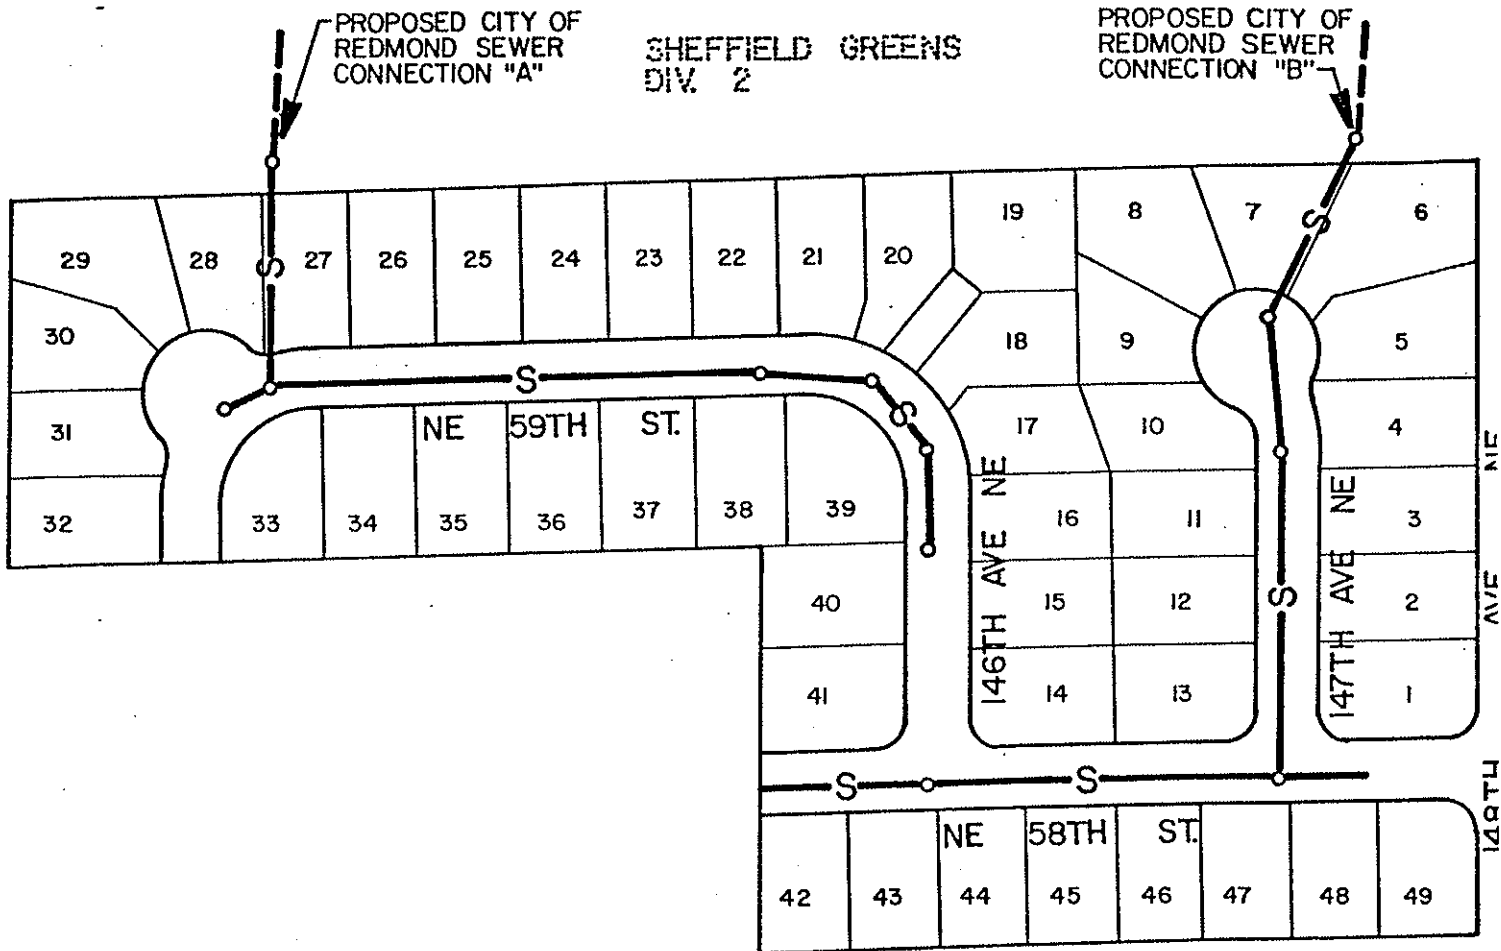 PROPOSED CITY OF
REDMOND SEWER
CONNECTION "A"
SHEFFIELD GREENS
DIV. 2
PROPOSED CITY OF
REDMOND SEWER
CONNECTION "B"
29
28
S
27
26
25
24
23
22
21
20
19
8
7
S
6
30
18
9
5
31
S
NE 59TH ST.
S
17
10
4
32
33
34
35
36
37
38
39
146TH AVE NE
16
11
147TH AVE NE
3
148TH AVE NE
40
15
12
S
2
41
14
13
1
S
S
NE 58TH ST.
42
43
44
45
46
47
48
49